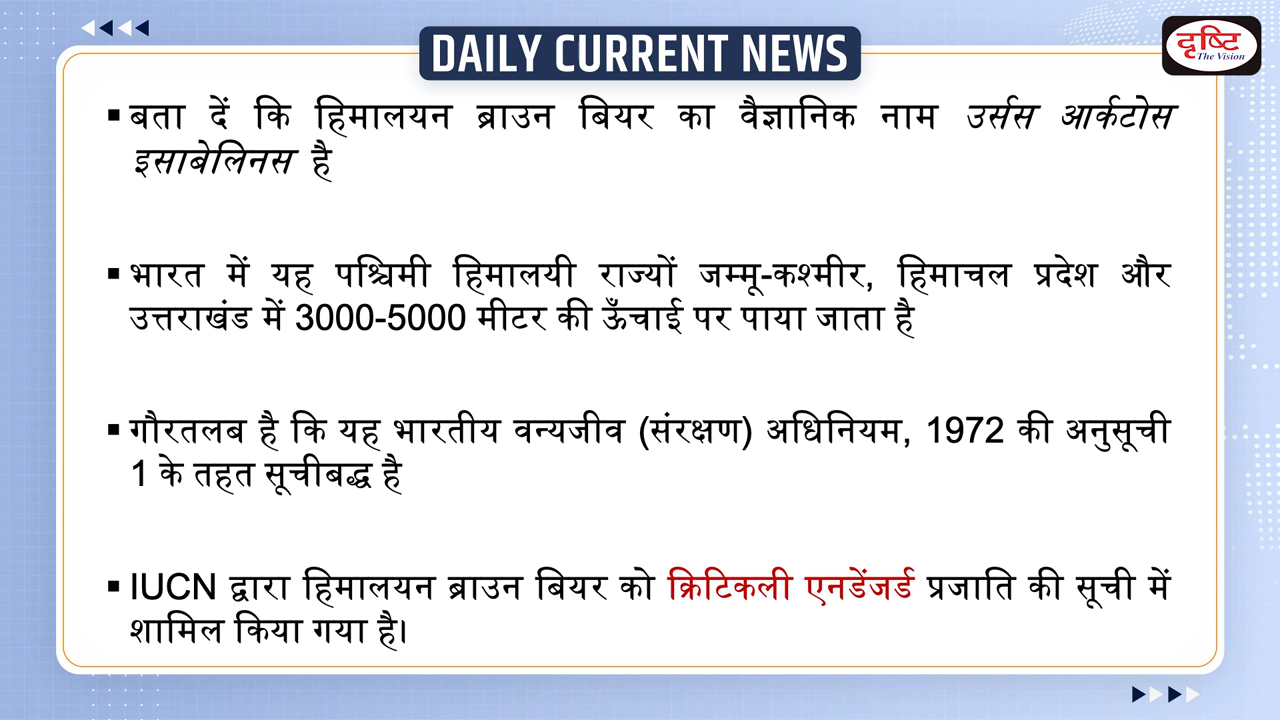 DAILY CURRENT NEWS
दृष्टि
The Vision
▪ बता दें कि हिमालयन ब्राउन बियर का वैज्ञानिक नाम उर्सस आर्कटोस
इसाबेलिनस है
▪ भारत में यह पश्चिमी हिमालयी राज्यों जम्मू-कश्मीर, हिमाचल प्रदेश और
उत्तराखंड में 3000-5000 मीटर की ऊँचाई पर पाया जाता है
▪ गौरतलब है कि यह भारतीय वन्यजीव (संरक्षण) अधिनियम, 1972 की अनुसूची
1 के तहत सूचीबद्ध है
▪ IUCN द्वारा हिमालयन ब्राउन बियर को क्रिटिकली एनडेंजर्ड प्रजाति की सूची में
शामिल किया गया है।